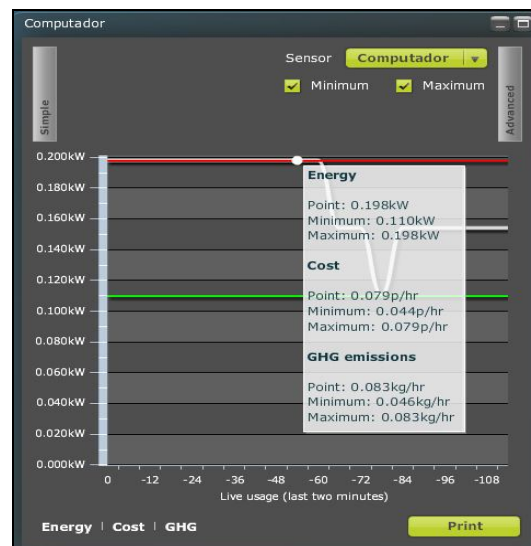 Computador
Sensor Computador
Minimum Maximum
Simple
Advanced
0.200kW
0.180kW
0.160kW
0.140kW
0.120kW
0.100kW
0.080kW
0.060kW
0.040kW
0.020kW
0.000kW
Energy
Point: 0.198kW
Minimum: 0.110kW
Maximum: 0.198kW
Cost
Point: 0.079p/hr
Minimum: 0.044p/hr
Maximum: 0.079p/hr
GHG emissions
Point: 0.083kg/hr
Minimum: 0.046kg/hr
Maximum: 0.083kg/hr
0 -12 -24 -36 -48 -60 -72 -84 -96 -108
Live usage (last two minutes)
Energy | Cost | GHG
Print